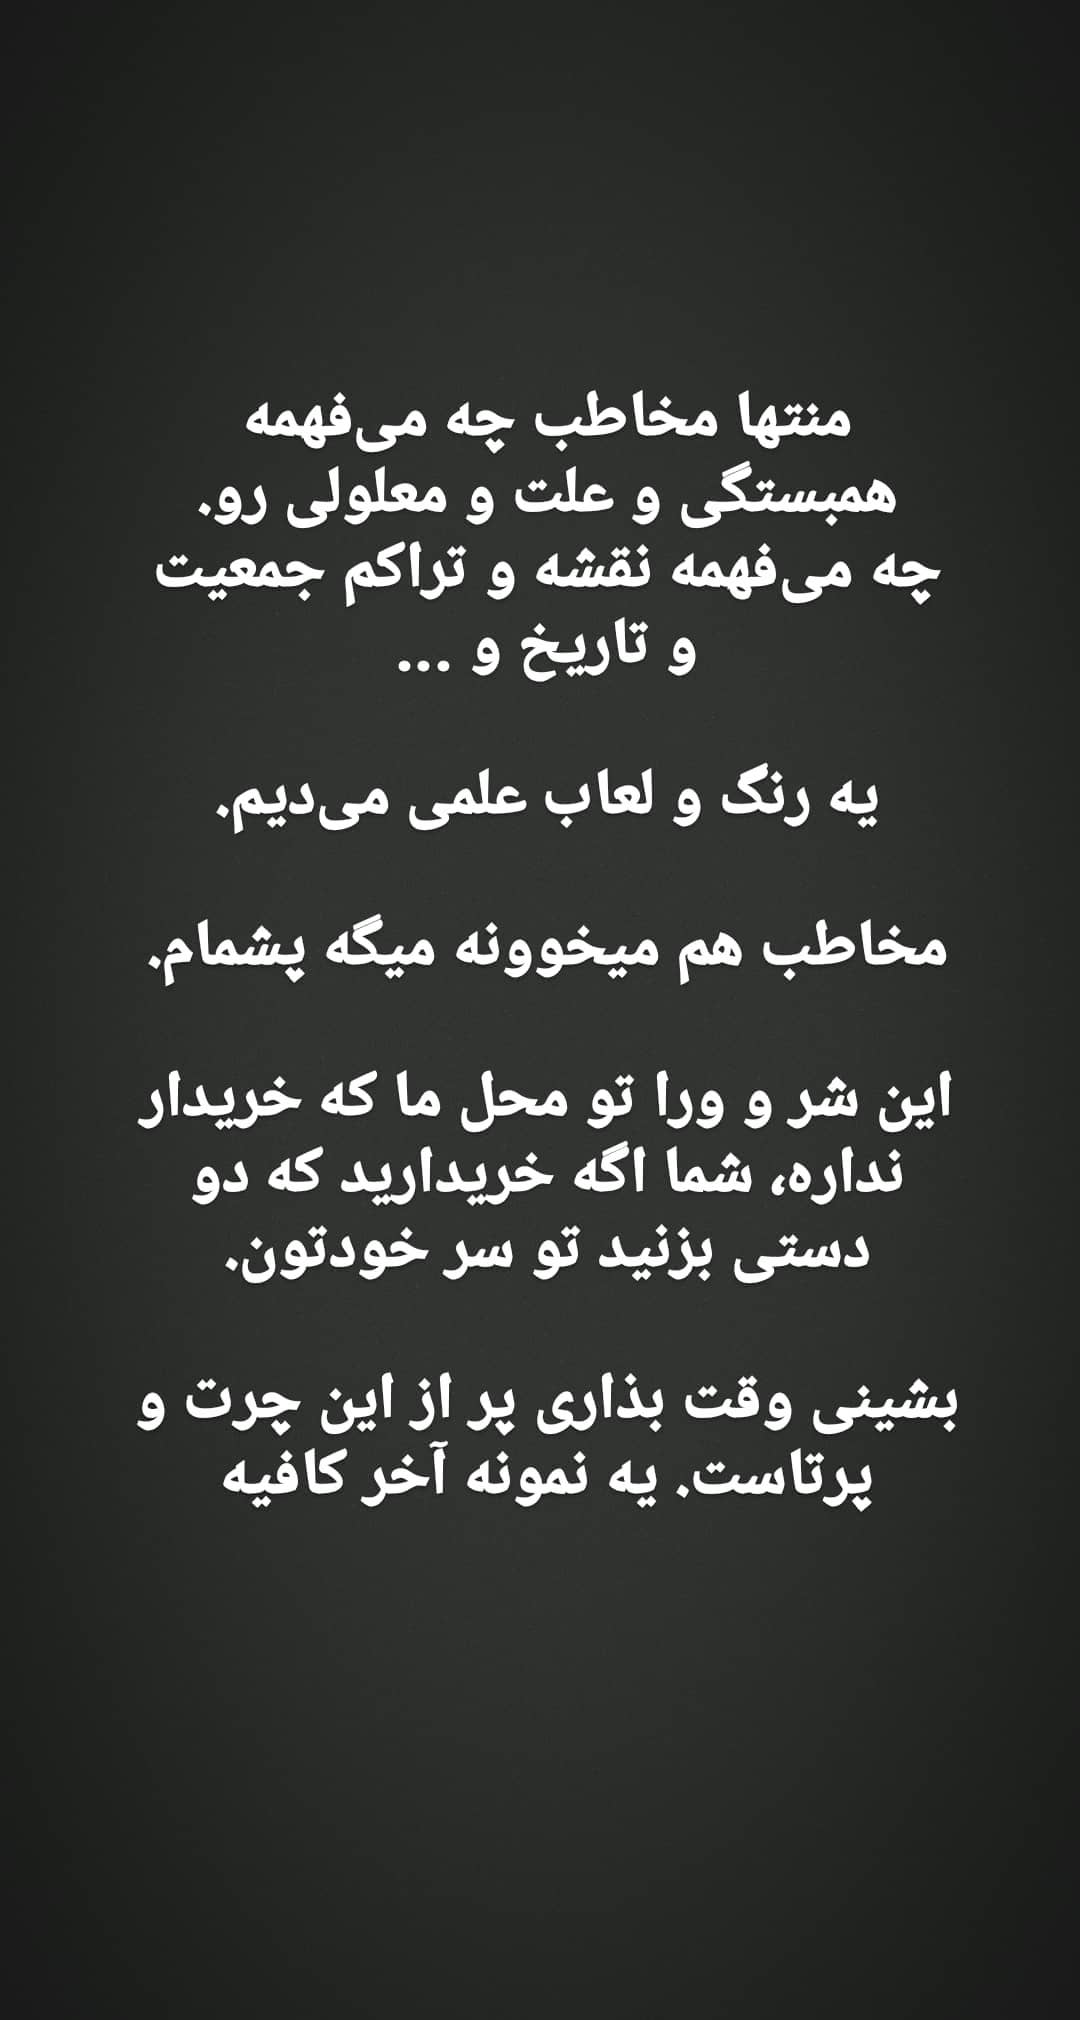 منتها مخاطب چه می‌فهمه
همبستگی و علت و معلولی رو.
چه می‌فهمه نقشه و تراکم جمعیت
و تاریخ و ...
یه رنگ و لعاب علمی می‌دیم.
مخاطب هم میخوونه میگه پشمام.
این شر و ورا تو محل ما که خریدار
نداره، شما اگه خریدارید که دو
دستی بزنید تو سر خودتون.
بشینی وقت بذاری پر از این چرت و
پرتاست. یه نمونه آخر کافیه